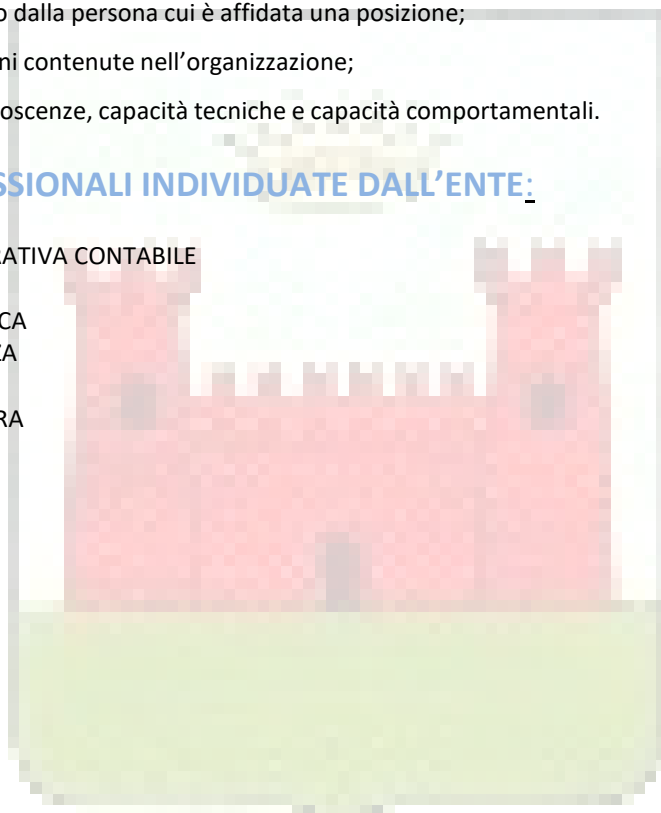 o dalla persona cui è affidata una posizione;
ni contenute nell'organizzazione;
oscenze, capacità tecniche e capacità comportamentali.
SSIONALI INDIVIDUATE DALL'ENTE:
RATIVA CONTABILE
CA
ZA
RA